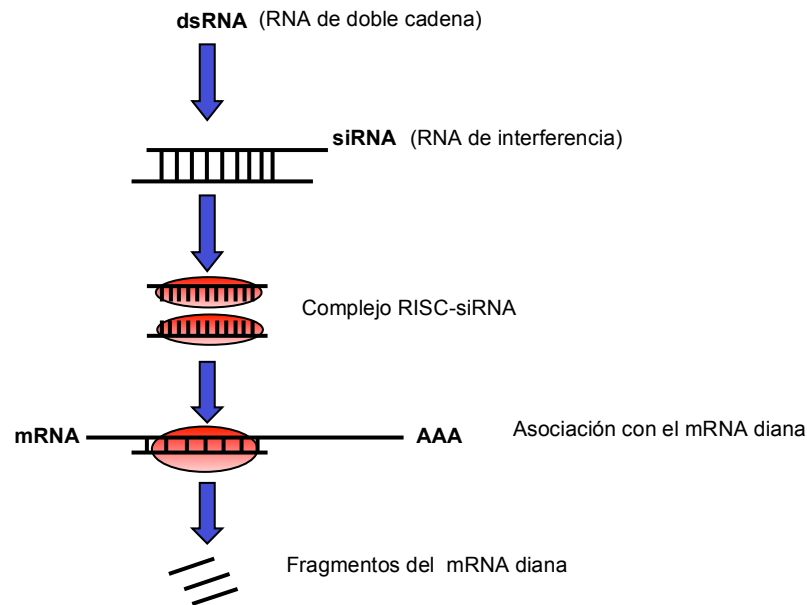 dsRNA (RNA de doble cadena)
siRNA (RNA de interferencia)
Complejo RISC-siRNA
mRNA AAA Asociación con el mRNA diana
Fragmentos del mRNA diana